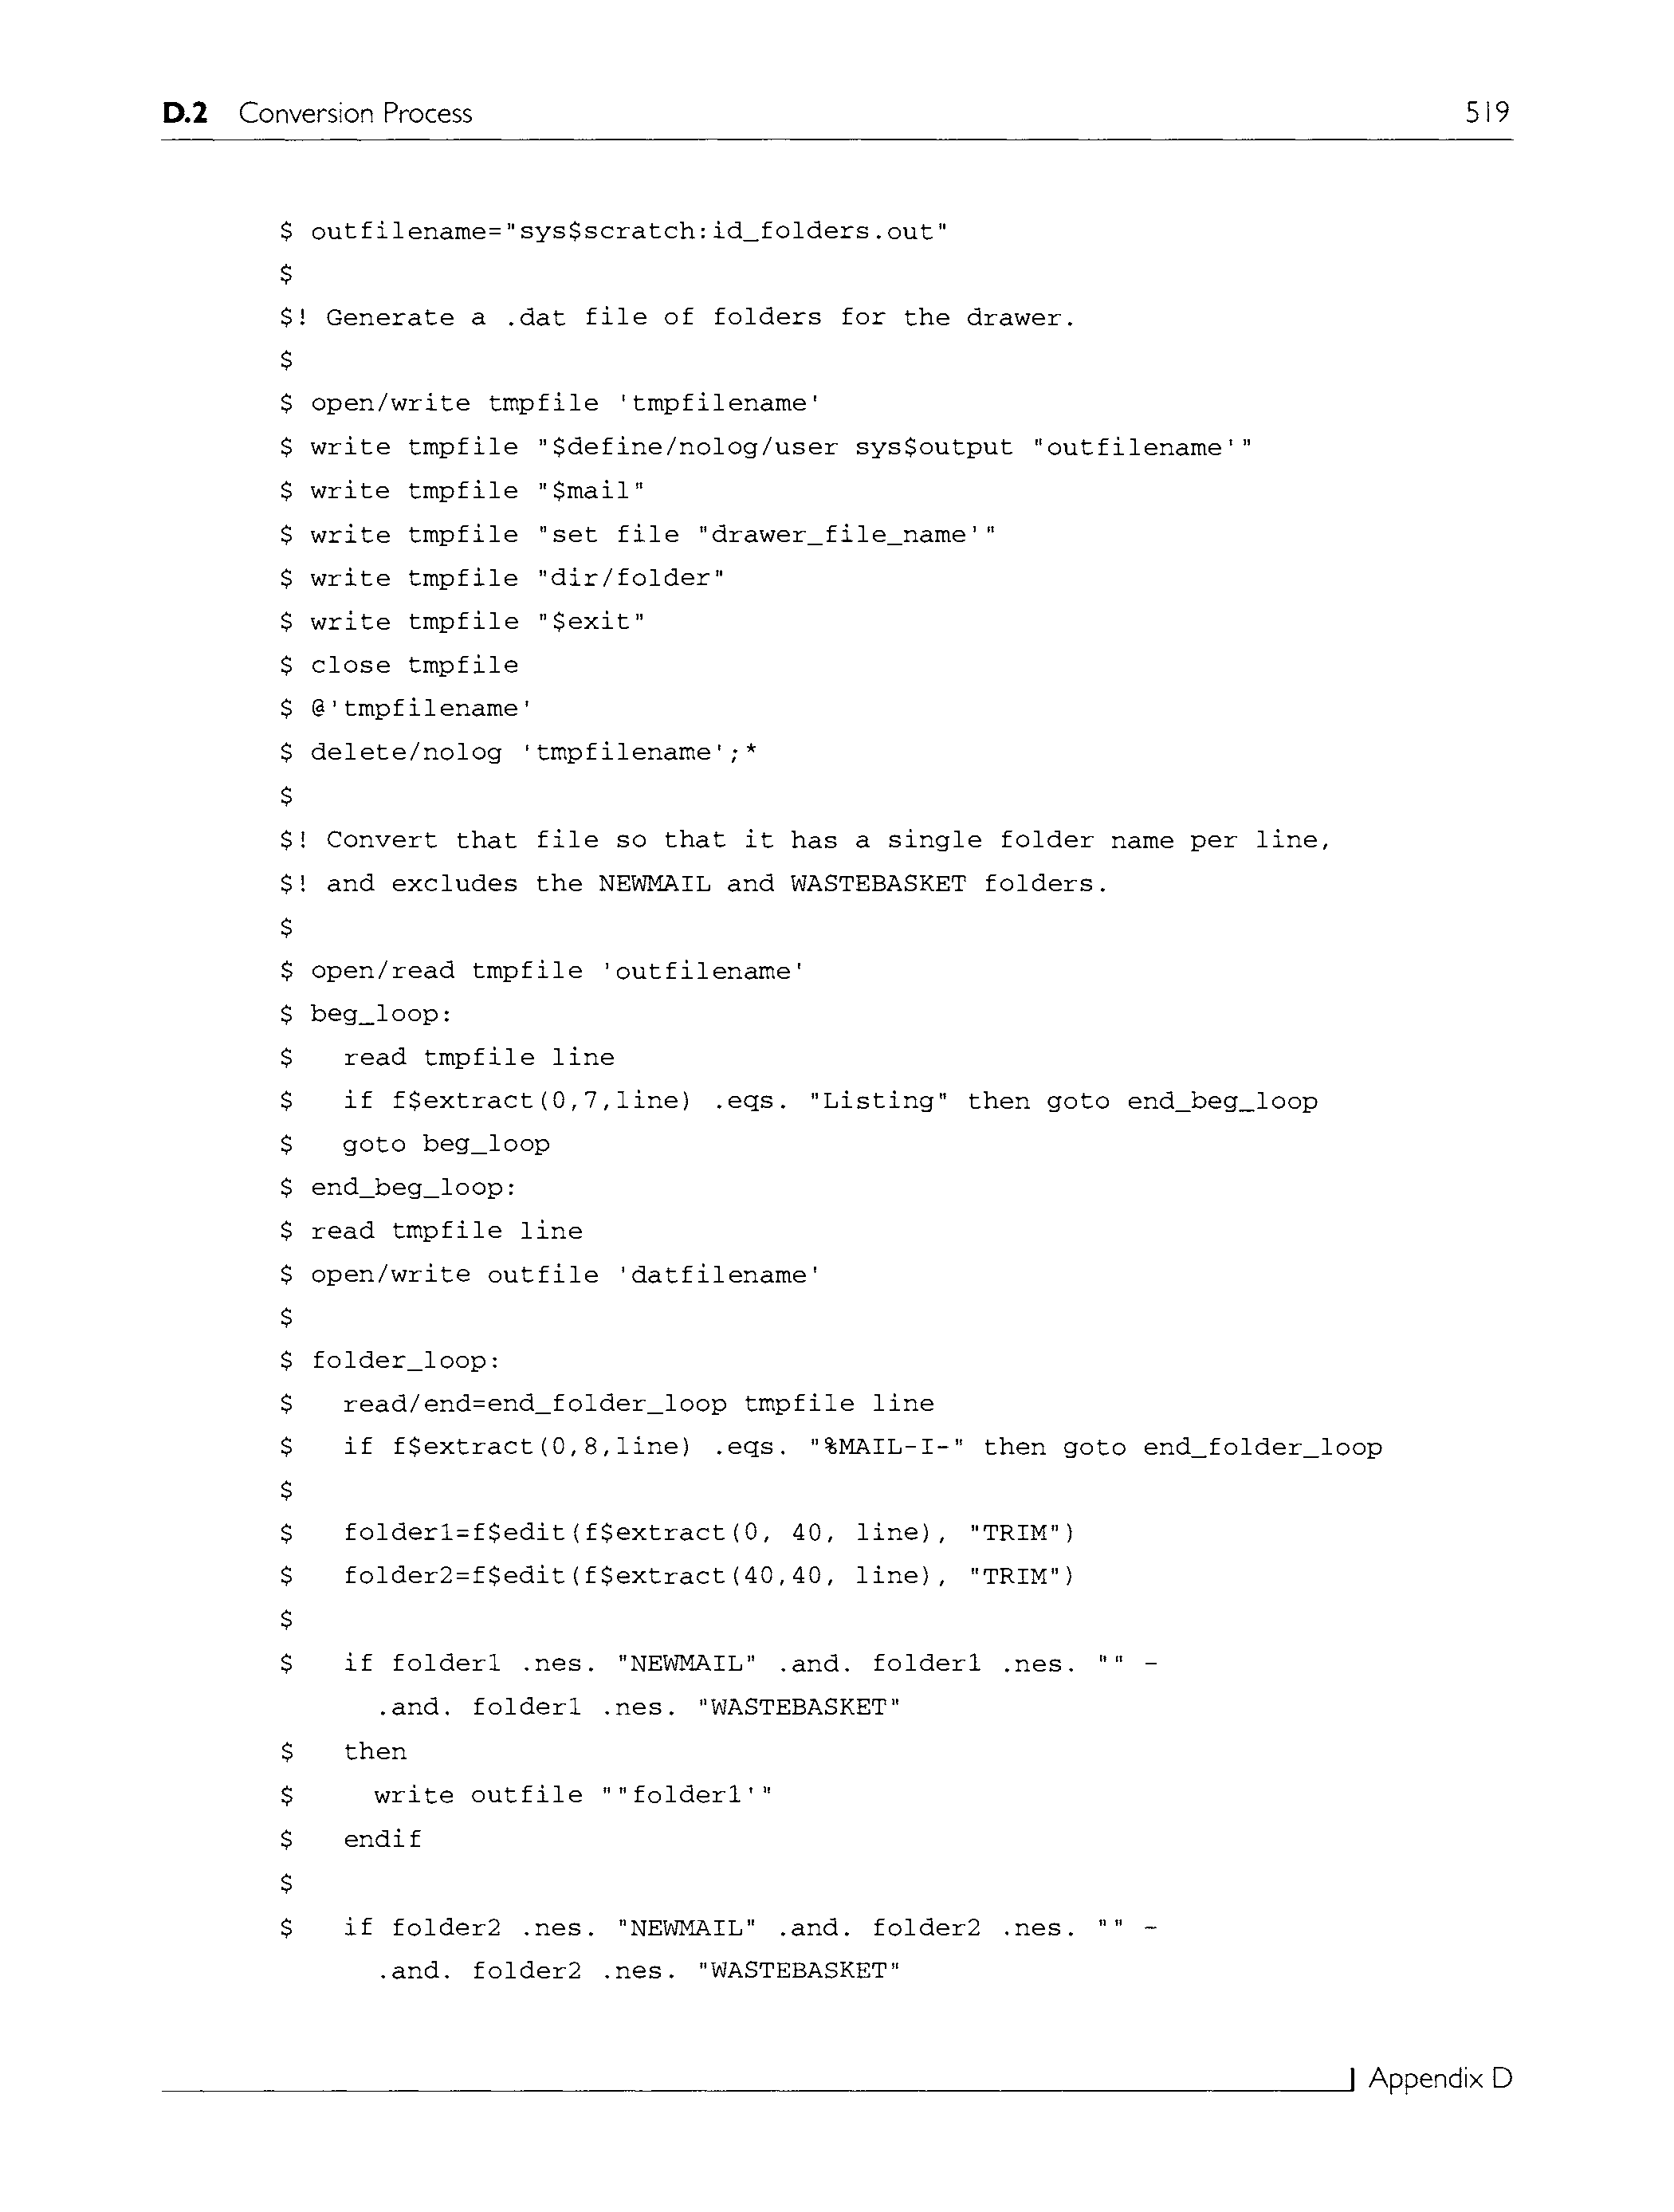 D.2 Conversion Process 519
$ outfilename="sys$scratch:id_folders.out"
$
$! Generate a .dat file of folders for the drawer.
$
$ open/write tmpfile 'tmpfilename'
$ write tmpfile "$define/nolog/user sys$output "outfilename'"
$ write tmpfile "$mail"
$ write tmpfile "set file "drawer_file_name'"
$ write tmpfile "dir/folder"
$ write tmpfile "$exit"
$ close tmpfile
$ @'tmpfilename'
$ delete/nolog 'tmpfilename';*
$
$! Convert that file so that it has a single folder name per line,
$! and excludes the NEWMAIL and WASTEBASKET folders.
$
$ open/read tmpfile 'outfilename'
$ beg_loop:
$   read tmpfile line
$   if f$extract(0,7,line) .eqs. "Listing" then goto end_beg_loop
$   goto beg_loop
$ end_beg_loop:
$ read tmpfile line
$ open/write outfile 'datfilename'
$
$ folder_loop:
$   read/end=end_folder_loop tmpfile line
$   if f$extract(0,8,line) .eqs. "%MAIL-I-" then goto end_folder_loop
$
$   folder1=f$edit(f$extract(0, 40, line), "TRIM")
$   folder2=f$edit(f$extract(40,40, line), "TRIM")
$
$   if folder1 .nes. "NEWMAIL" .and. folder1 .nes. "" -
      .and. folder1 .nes. "WASTEBASKET"
$   then
$     write outfile ""folder1'"
$   endif
$
$   if folder2 .nes. "NEWMAIL" .and. folder2 .nes. "" -
      .and. folder2 .nes. "WASTEBASKET"
Appendix D